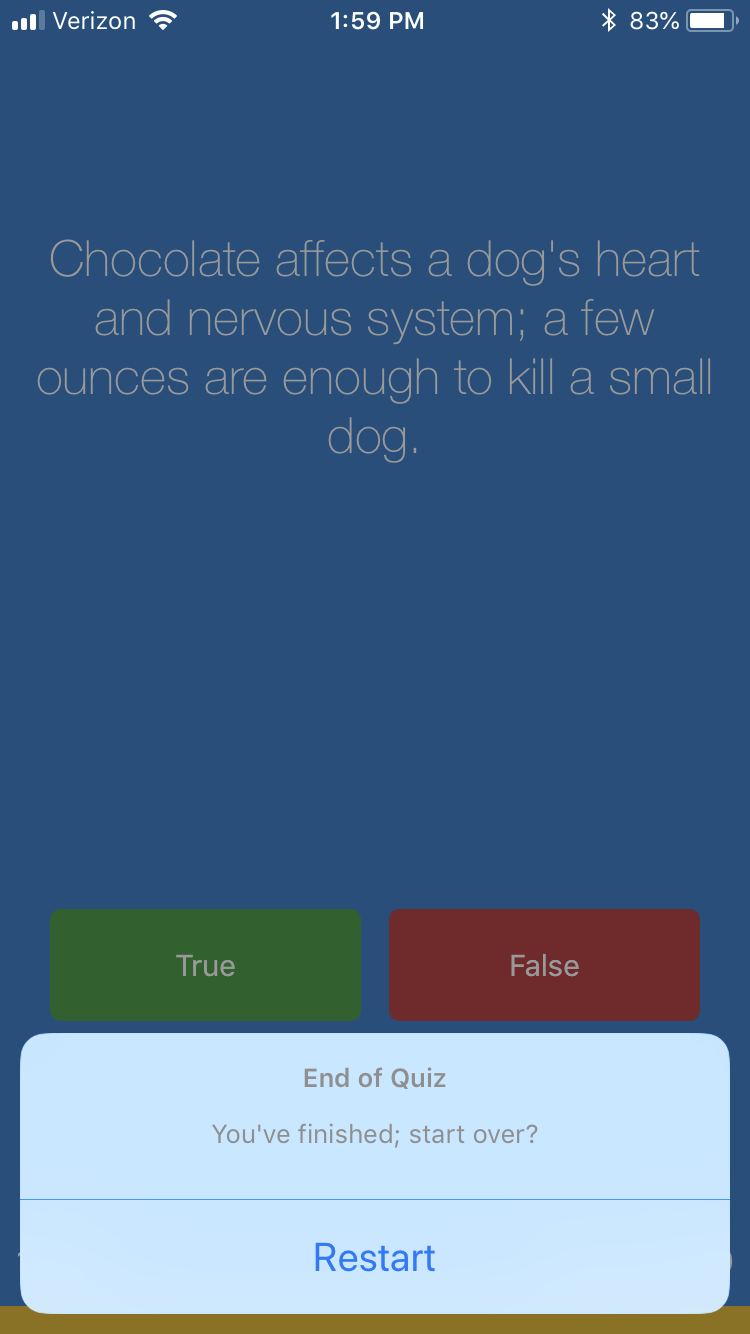 Verizon 1:59 PM 83%
Chocolate affects a dog's heart
and nervous system; a few
ounces are enough to kill a small
dog.
True False
End of Quiz
You've finished; start over?
Restart